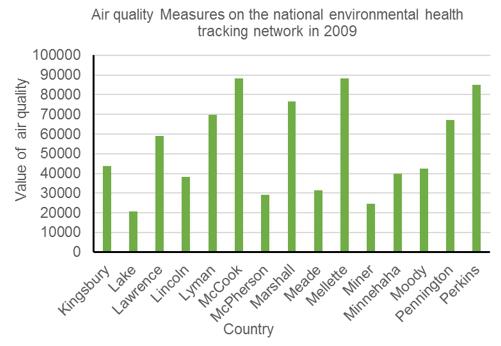 Air quality Measures on the national environmental health
tracking network in 2009
Value of air quality
100000
90000
80000
70000
60000
50000
40000
30000
20000
10000
0
Kingsbury
Lake
Lawrence
Lincoln
Lyman
McCook
McPherson
Marshall
Meade
Mellette
Miner
Minnehaha
Moody
Pennington
Perkins
Country